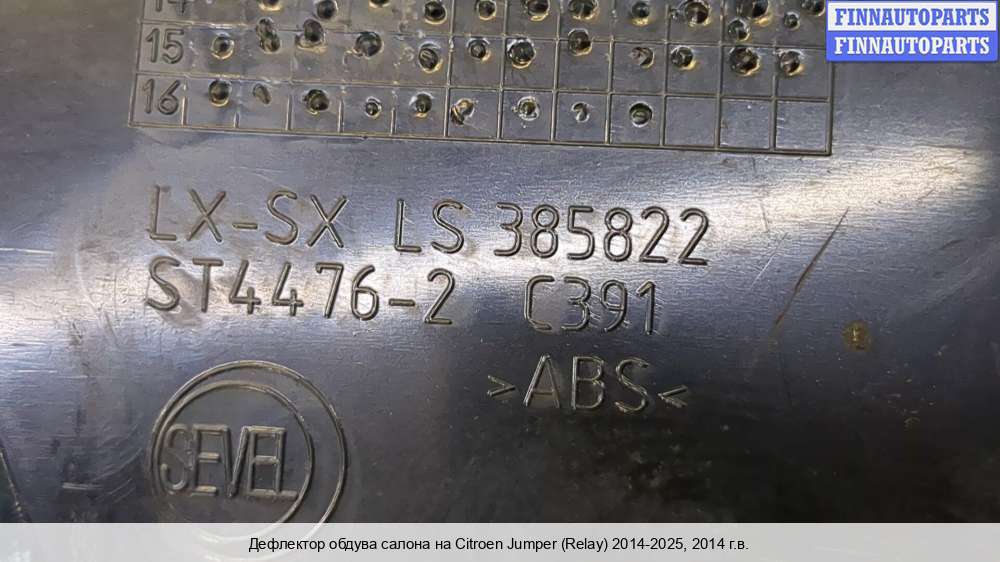 14
FINNAUTOPARTS
FINNAUTOPARTS
15
16
LX-SX LS 385822
ST4476-2 C391
>ABS<
SEVEL
Дефлектор обдува салона на Citroen Jumper (Relay) 2014-2025, 2014 г.в.